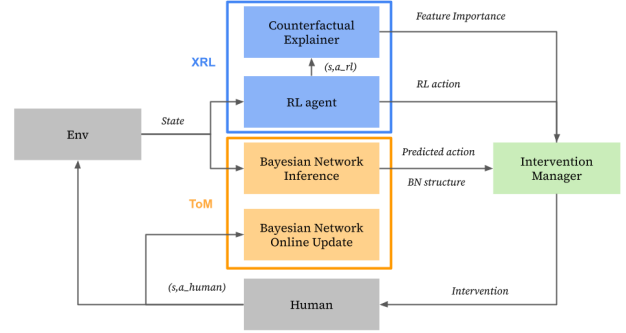 Counterfactual
Explainer
Feature Importance
XRL
(s,a_rl)
RL agent
RL action
Env
State
Bayesian Network
Inference
Predicted action
BN structure
Intervention
Manager
ToM
Bayesian Network
Online Update
(s,a_human)
Human
Intervention